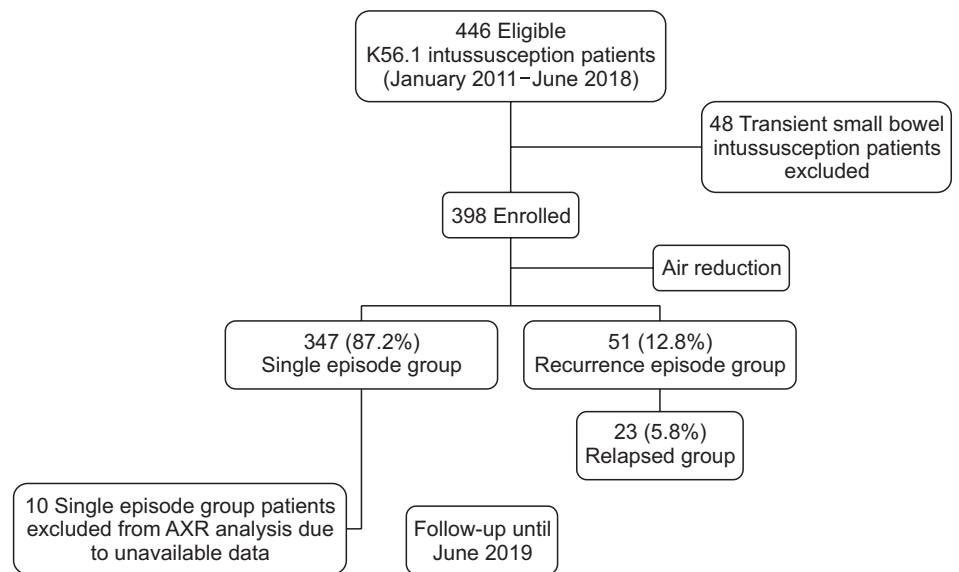 446 Eligible
K56.1 intussusception patients
(January 2011−June 2018)
48 Transient small bowel
intussusception patients
excluded
398 Enrolled
Air reduction
347 (87.2%)
Single episode group
51 (12.8%)
Recurrence episode group
23 (5.8%)
Relapsed group
10 Single episode group patients
excluded from AXR analysis due
to unavailable data
Follow-up until
June 2019